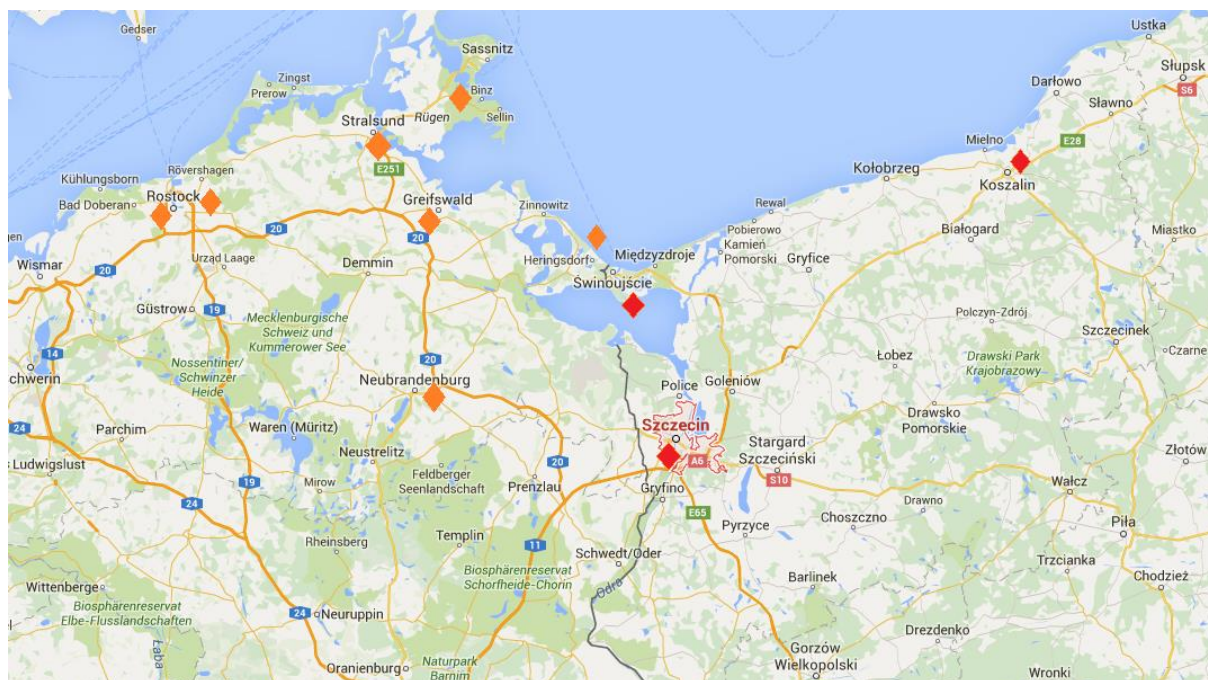 Gedser
Ustka
Sassnitz
Słupsk
Zingst
Binz
Darłowo
S6
Prerow
Rügen
Sellin
Sławno
Stralsund
Mielno
E28
E251
Rövershagen
Kołobrzeg
Koszalin
Kühlungsborn
Rostock
Greifswald
Bad Doberan
Zinnowitz
Rewal
20
20
Pobierowo
Białogard
Miastko
Kamień
Pomorski
Heringsdorf
Międzyzdroje
Gryfice
Urząd Laage
Wismar
20
Demmin
Świnoujście
Güstrow
19
Mecklenburgische
Schweiz und
Kummerower See
Połczyn-Zdrój
Szczecinek
14
Nossentiner/
Schwinzer
Heide
20
Łobez
Drawski Park
Krajobrazowy
Czarne
chwerin
Neubrandenburg
Police
Goleniów
Drawsko
Pomorskie
24
Parchim
Waren (Müritz)
Szczecin
Stargard
Szczeciński
Złotów
Ludwigslust
Neustrelitz
20
A6
Feldberger
Seenlandschaft
S10
19
Mirow
Prenzlau
Gryfino
Wałcz
24
E65
Drawno
Pyrzyce
Choszczno
Piła
Rheinsberg
Templin
11
Schwedt/Oder
Trzcianka
Wittenberge
Biosphärenreservat
Schorfheide-Chorin
Odra
Barlinek
Chodzież
Biosphärenreservat
Elbe-Flusslandschaften
24
Neuruppin
Drezdenko
Łaba
Gorzów
Wielkopolski
Oranienburg
Naturpark
Barnim
Wronki